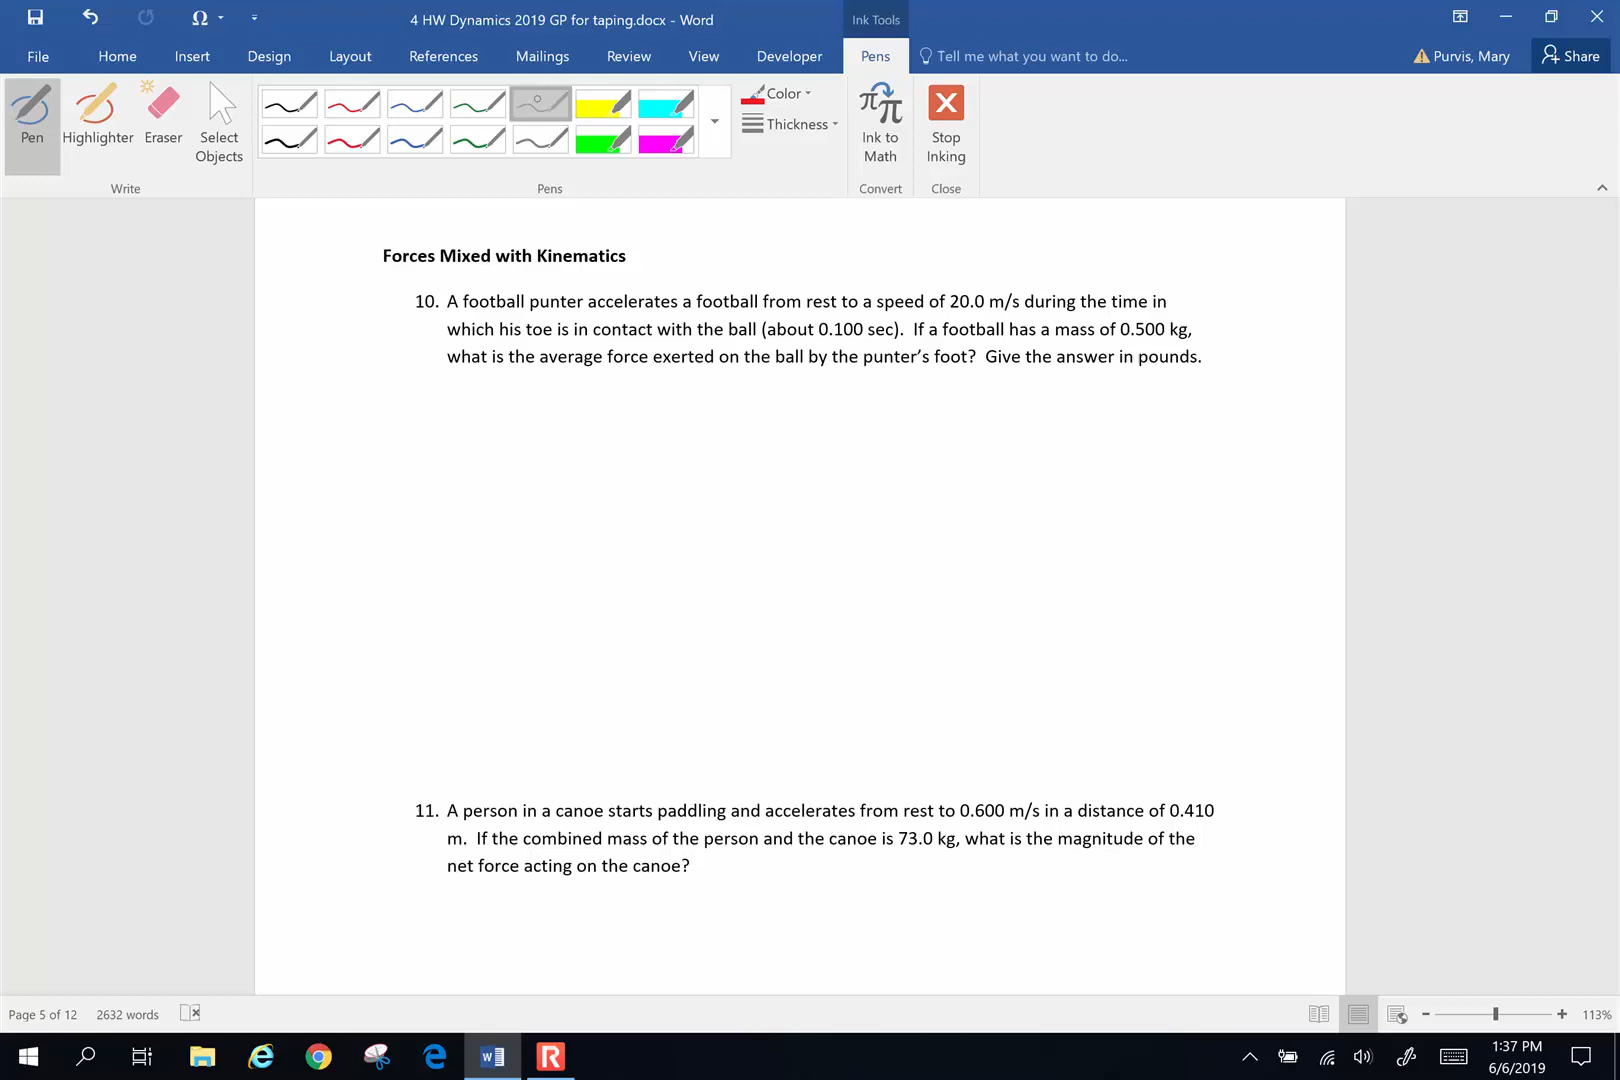 4 HW Dynamics 2019 GP for taping.docx - Word
Ink Tools
File Home Insert Design Layout References Mailings Review View Developer Pens Tell me what you want to do... Purvis, Mary Share
Pen Highlighter Eraser Select Objects
Color
Thickness
Ink to Math
Stop Inking
Write Pens Convert Close
Forces Mixed with Kinematics
10. A football punter accelerates a football from rest to a speed of 20.0 m/s during the time in
which his toe is in contact with the ball (about 0.100 sec). If a football has a mass of 0.500 kg,
what is the average force exerted on the ball by the punter’s foot? Give the answer in pounds.
11. A person in a canoe starts paddling and accelerates from rest to 0.600 m/s in a distance of 0.410
m. If the combined mass of the person and the canoe is 73.0 kg, what is the magnitude of the
net force acting on the canoe?
Page 5 of 12 2632 words 113%
1:37 PM
6/6/2019